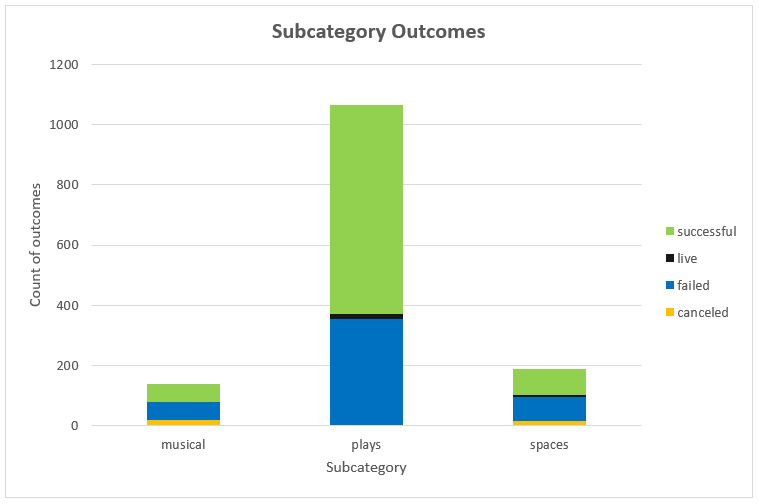 Subcategory Outcomes
1200
1000
800
600
400
200
0
Count of outcomes
musical
plays
spaces
Subcategory
successful
live
failed
canceled